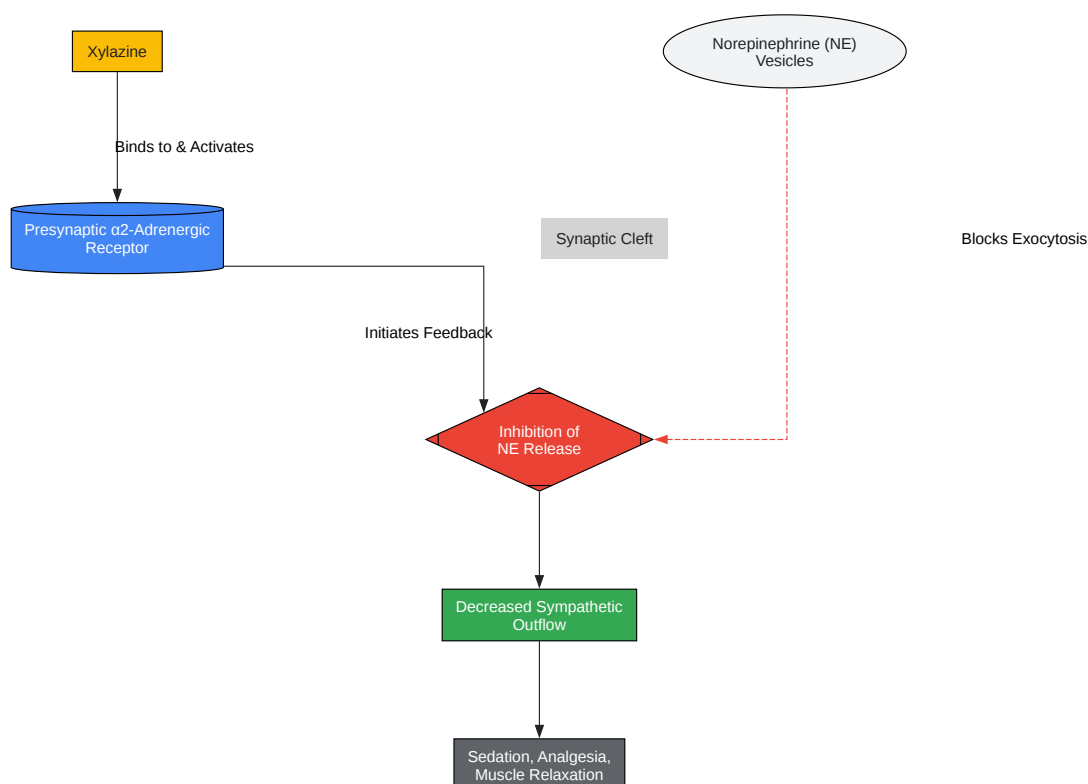 Xylazine
Norepinephrine (NE)
Vesicles
Binds to & Activates
Presynaptic α2-Adrenergic
Receptor
Synaptic Cleft
Blocks Exocytosis
Initiates Feedback
Inhibition of
NE Release
Decreased Sympathetic
Outflow
Sedation, Analgesia,
Muscle Relaxation